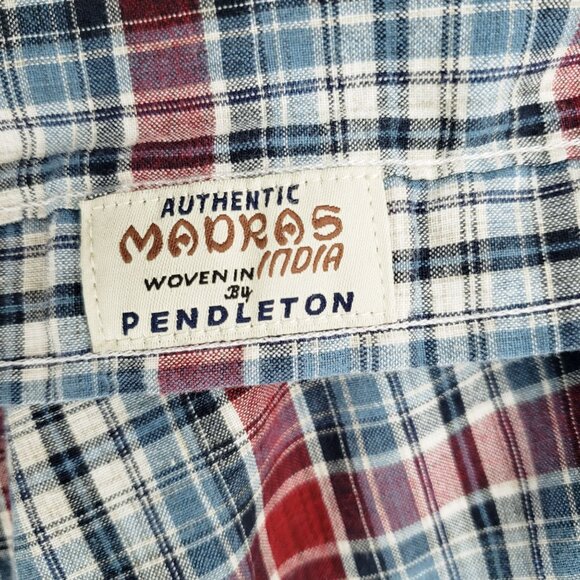 AUTHENTIC
MADRAS
WOVEN IN INDIA
By
PENDLETON